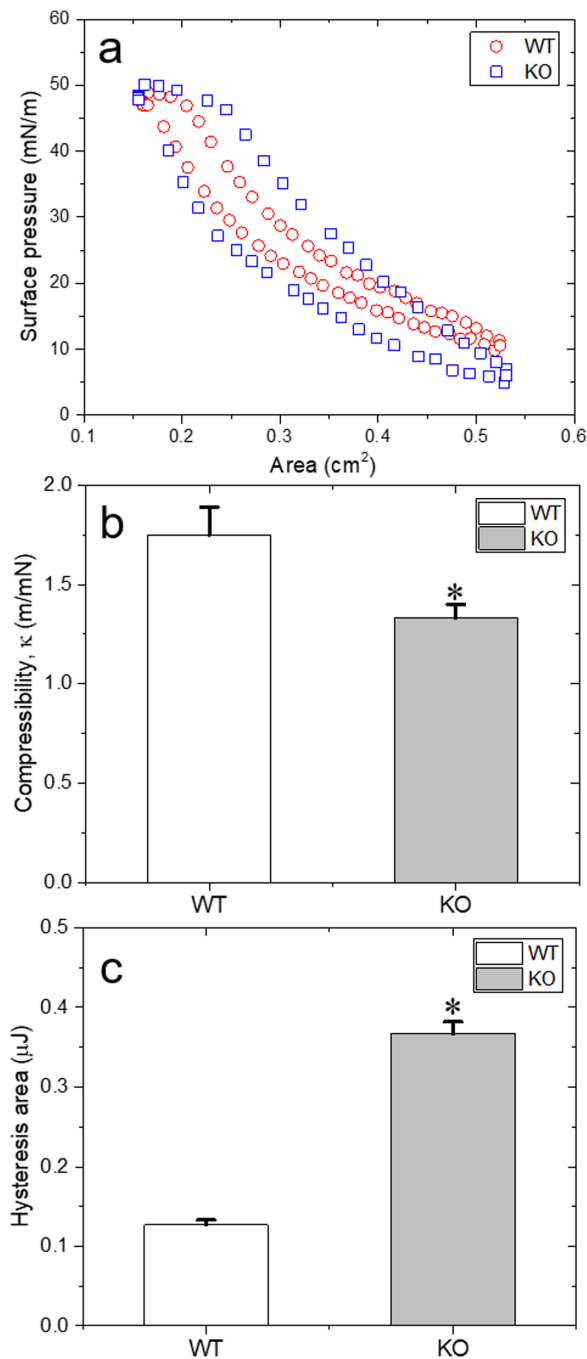 a
WT
KO
Surface pressure (mN/m)
60
50
40
30
20
10
0
0.1 0.2 0.3 0.4 0.5 0.6
Area (cm²)
b
WT
KO
*
Compressibility, κ (m/mN)
2.0
1.5
1.0
0.5
0.0
WT KO
c
WT
KO
*
Hysteresis area (μJ)
0.5
0.4
0.3
0.2
0.1
0.0
WT KO